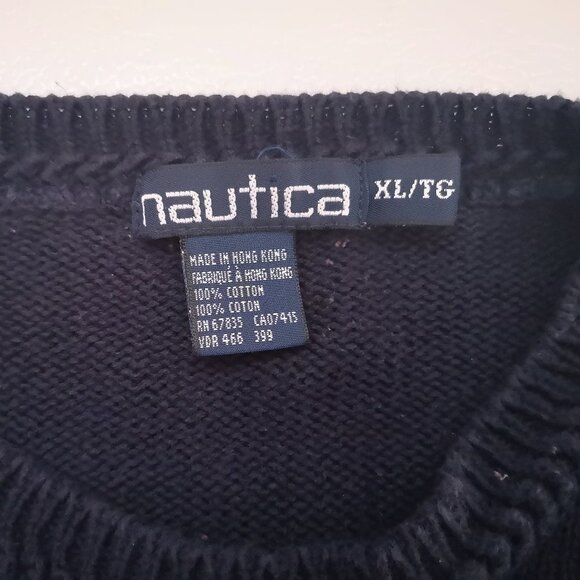 nautica
XL/TG
MADE IN HONG KONG
FABRIQUÉ À HONG KONG
100% COTTON
100% COTON
RN 67835 CA07415
VDR 466 399